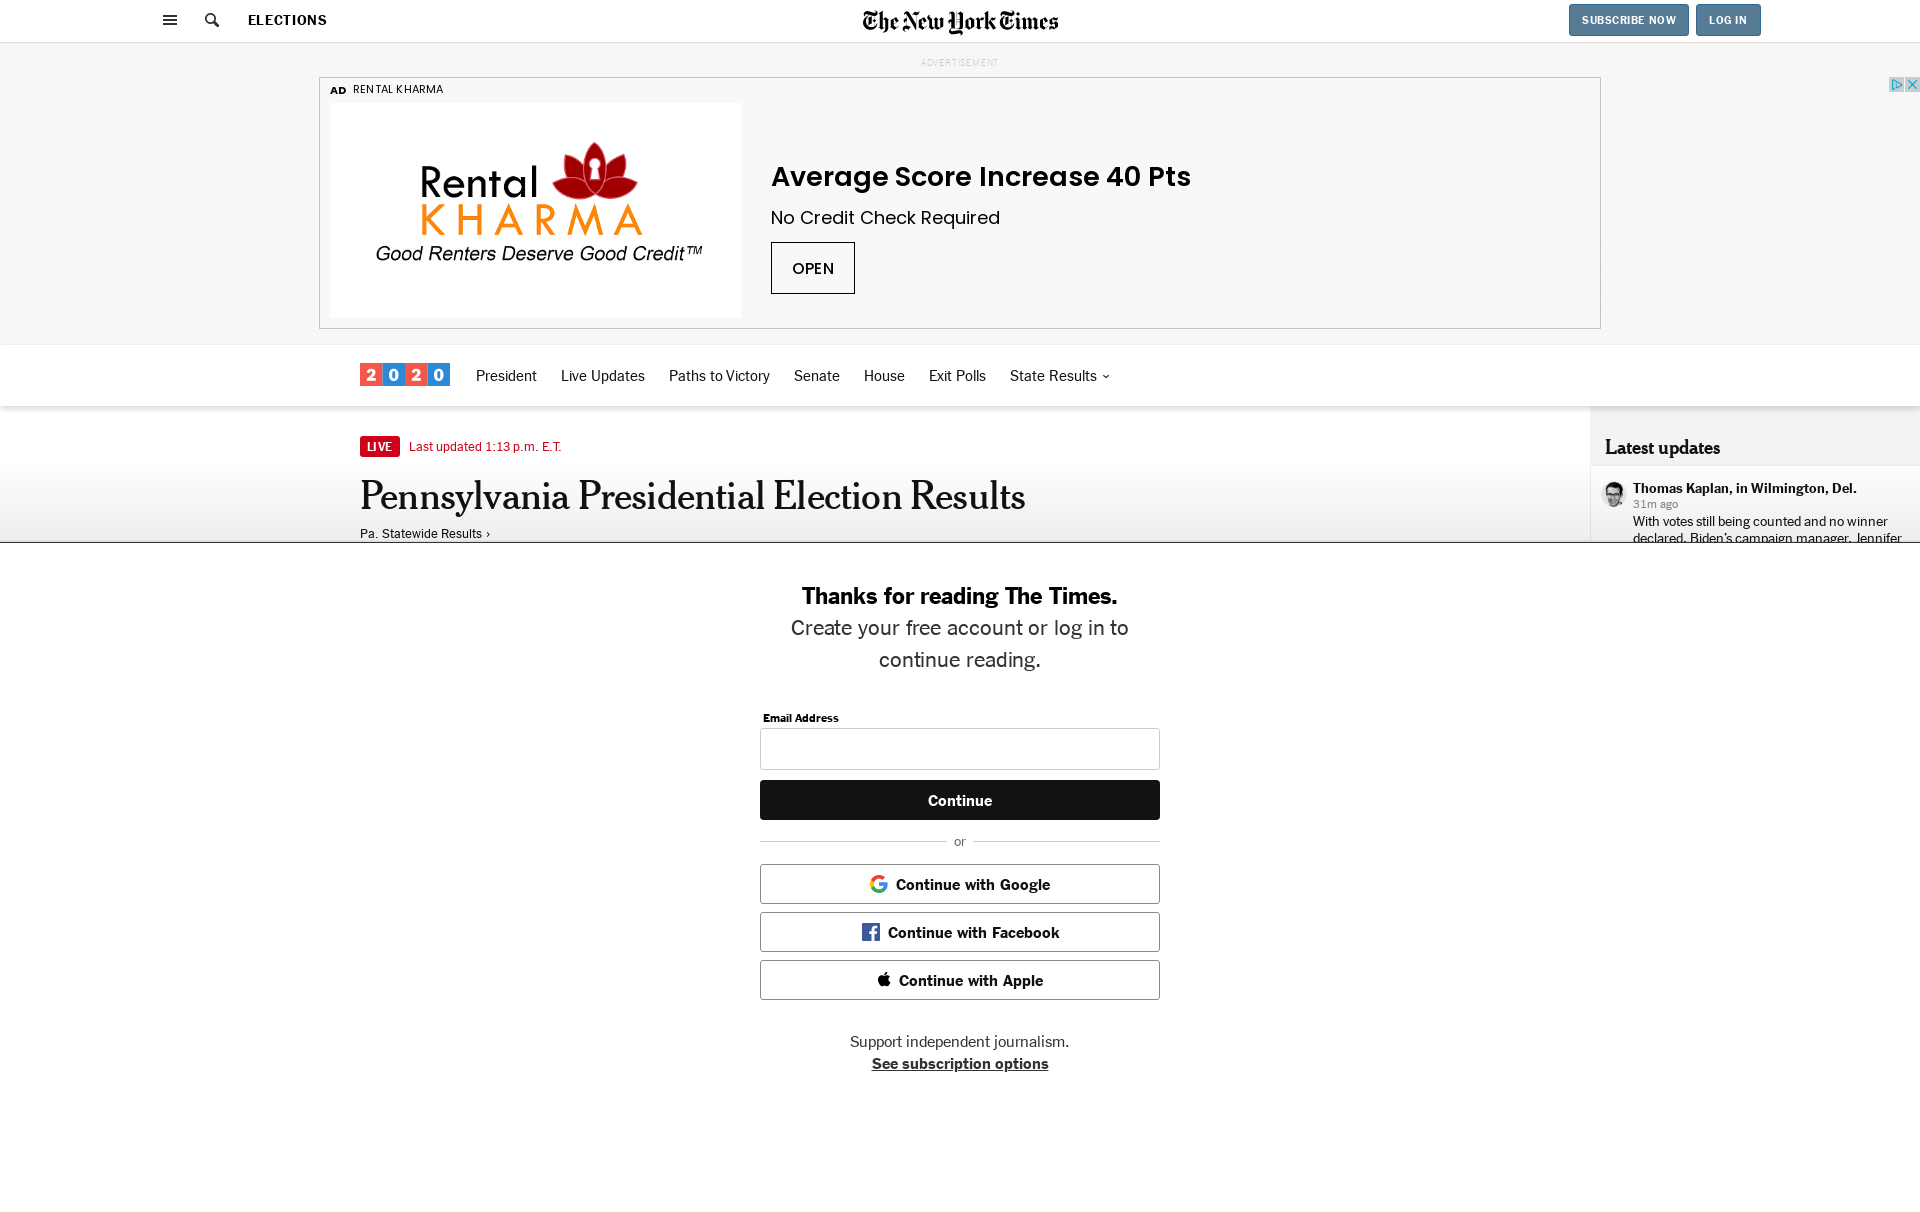 ELECTIONS
The New York Times
SUBSCRIBE NOW
LOG IN
ADVERTISEMENT
AD RENTAL KHARMA
Rental
KHARMA
Good Renters Deserve Good Credit™
Average Score Increase 40 Pts
No Credit Check Required
OPEN
2020
President
Live Updates
Paths to Victory
Senate
House
Exit Polls
State Results
LIVE
Last updated 1:13 p.m. E.T.
Pennsylvania Presidential Election Results
Pa. Statewide Results ›
Latest updates
Thomas Kaplan, in Wilmington, Del.
31m ago
With votes still being counted and no winner
declared, Biden's campaign manager, Jennifer
Thanks for reading The Times.
Create your free account or log in to
continue reading.
Email Address
Continue
or
Continue with Google
Continue with Facebook
Continue with Apple
Support independent journalism.
See subscription options